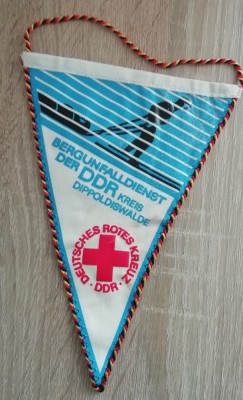 BERGUNFALLDIENST
DER DDR KREIS
DIPPOLDISWALDE
DEUTSCHES ROTES KREUZ
· DDR ·